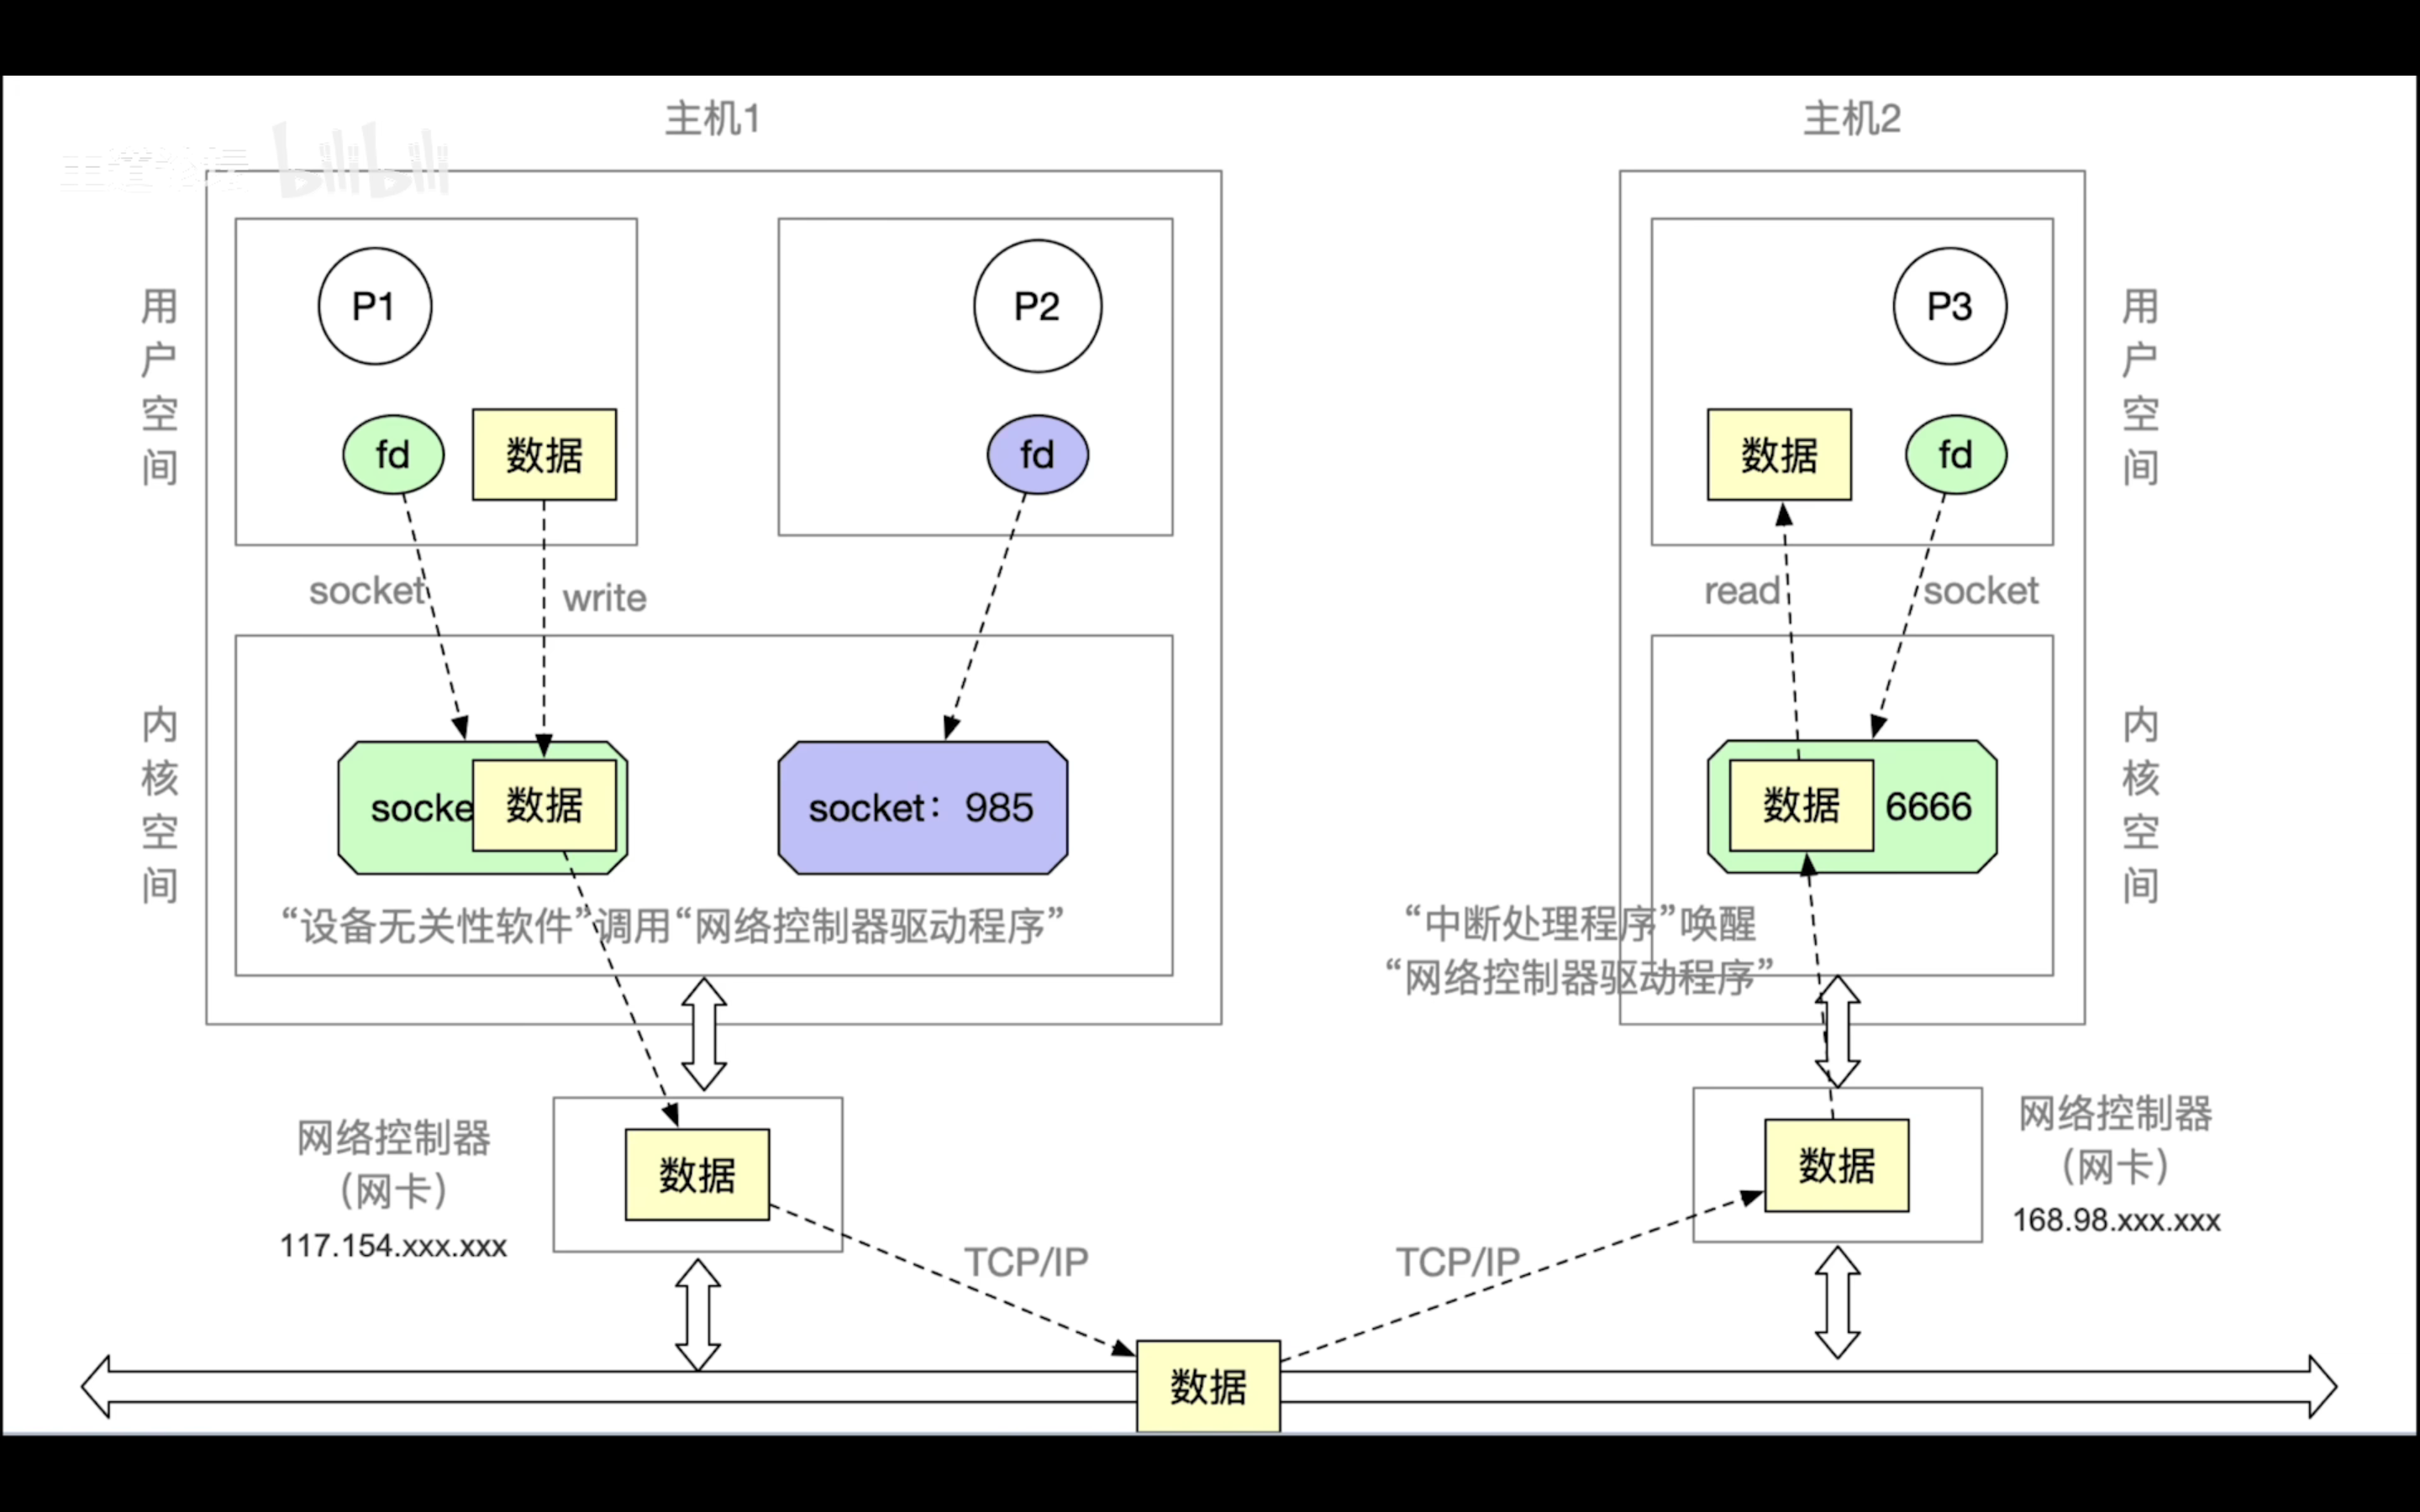 主机1
主机2
王道论坛
bilibili
用户空间
P1
P2
P3
用户空间
fd
数据
fd
数据
fd
socket
write
read
socket
内核空间
socke
数据
socket：985
数据
6666
内核空间
“设备无关性软件”调用“网络控制器驱动程序”
“中断处理程序”唤醒
“网络控制器驱动程序”
网络控制器
（网卡）
117.154.xxx.xxx
数据
数据
网络控制器
（网卡）
168.98.xxx.xxx
TCP/IP
TCP/IP
数据